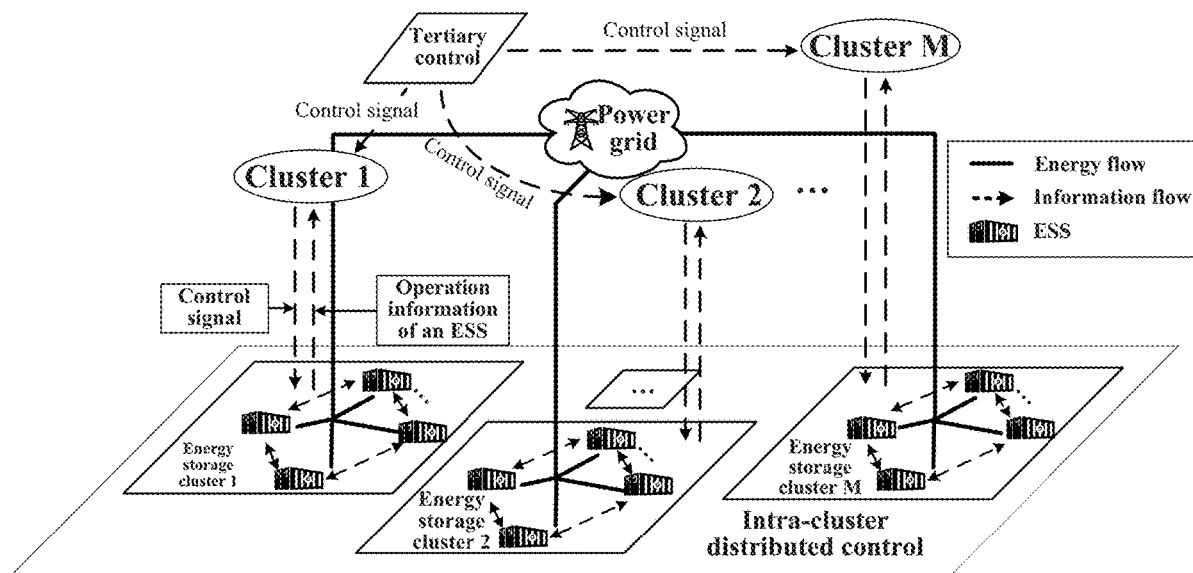 Tertiary
control
Control signal
Cluster M
Control signal
Power
grid
Control signal
Cluster 1
Cluster 2
...
Energy flow
Information flow
ESS
Control
signal
Operation
information
of an ESS
...
...
Energy
storage
cluster 1
...
Energy
storage
cluster 2
...
Energy
storage
cluster M
Intra-cluster
distributed control